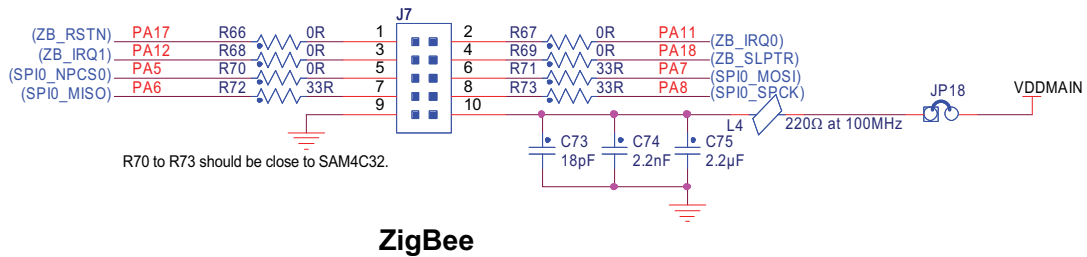 J7
(ZB_RSTN) PA17 R66 0R 1 2 R67 0R PA11 (ZB_IRQ0)
(ZB_IRQ1) PA12 R68 0R 3 4 R69 0R PA18 (ZB_SLPTR)
(SPI0_NPCS0) PA5 R70 0R 5 6 R71 33R PA7 (SPI0_MOSI)
(SPI0_MISO) PA6 R72 33R 7 8 R73 33R PA8 (SPI0_SPCK)
9 10
JP18 VDDMAIN
L4 220Ω at 100MHz
C73 C74 C75
18pF 2.2nF 2.2µF
R70 to R73 should be close to SAM4C32.
ZigBee